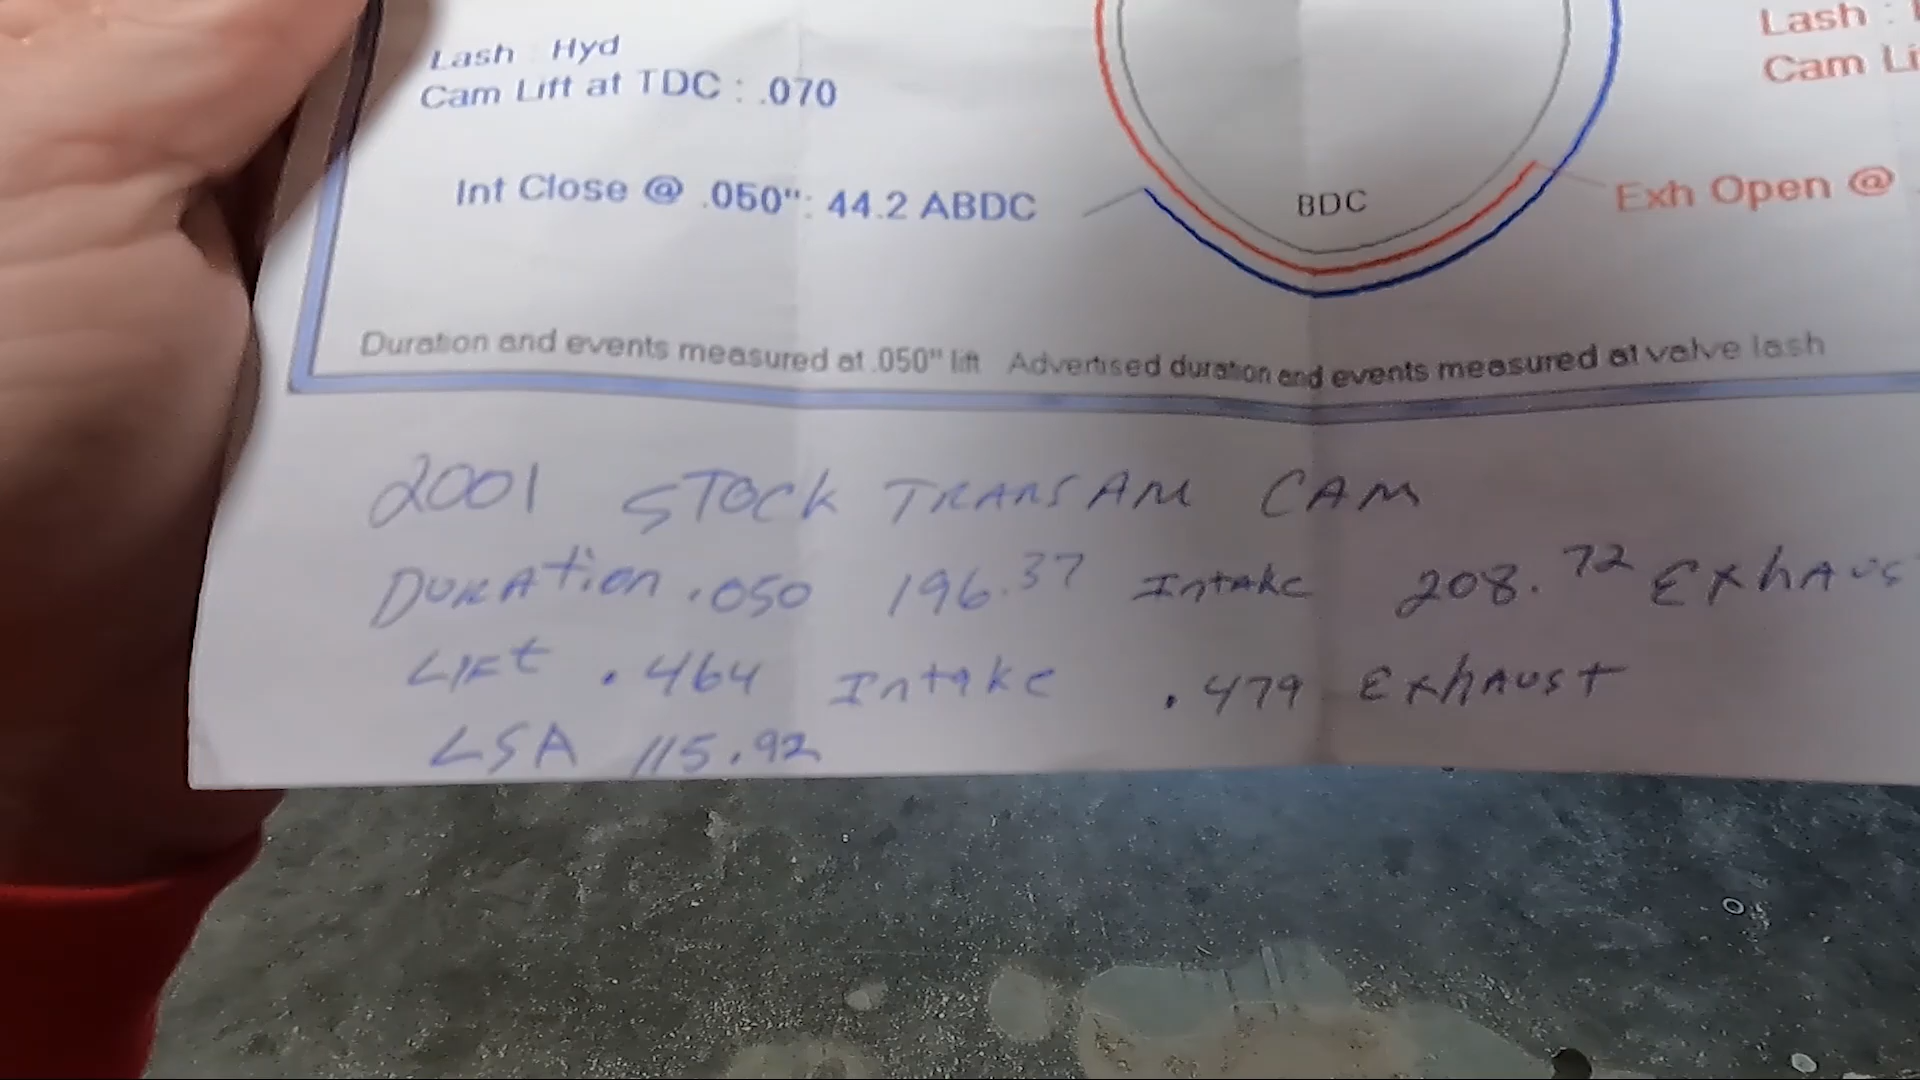 Lash : Hyd
Lash :
Cam Lift at TDC : .070
Cam Li
Int Close @ .050": 44.2 ABDC
BDC
Exh Open @
Duration and events measured at .050" lift Advertised duration and events measured at valve lash
2001 STOCK TRANSAM CAM
DURATION .050 196.37 Intake 208.72 ExhAus
LIFt .464 Intake .479 ExhAUST
LSA 115.92